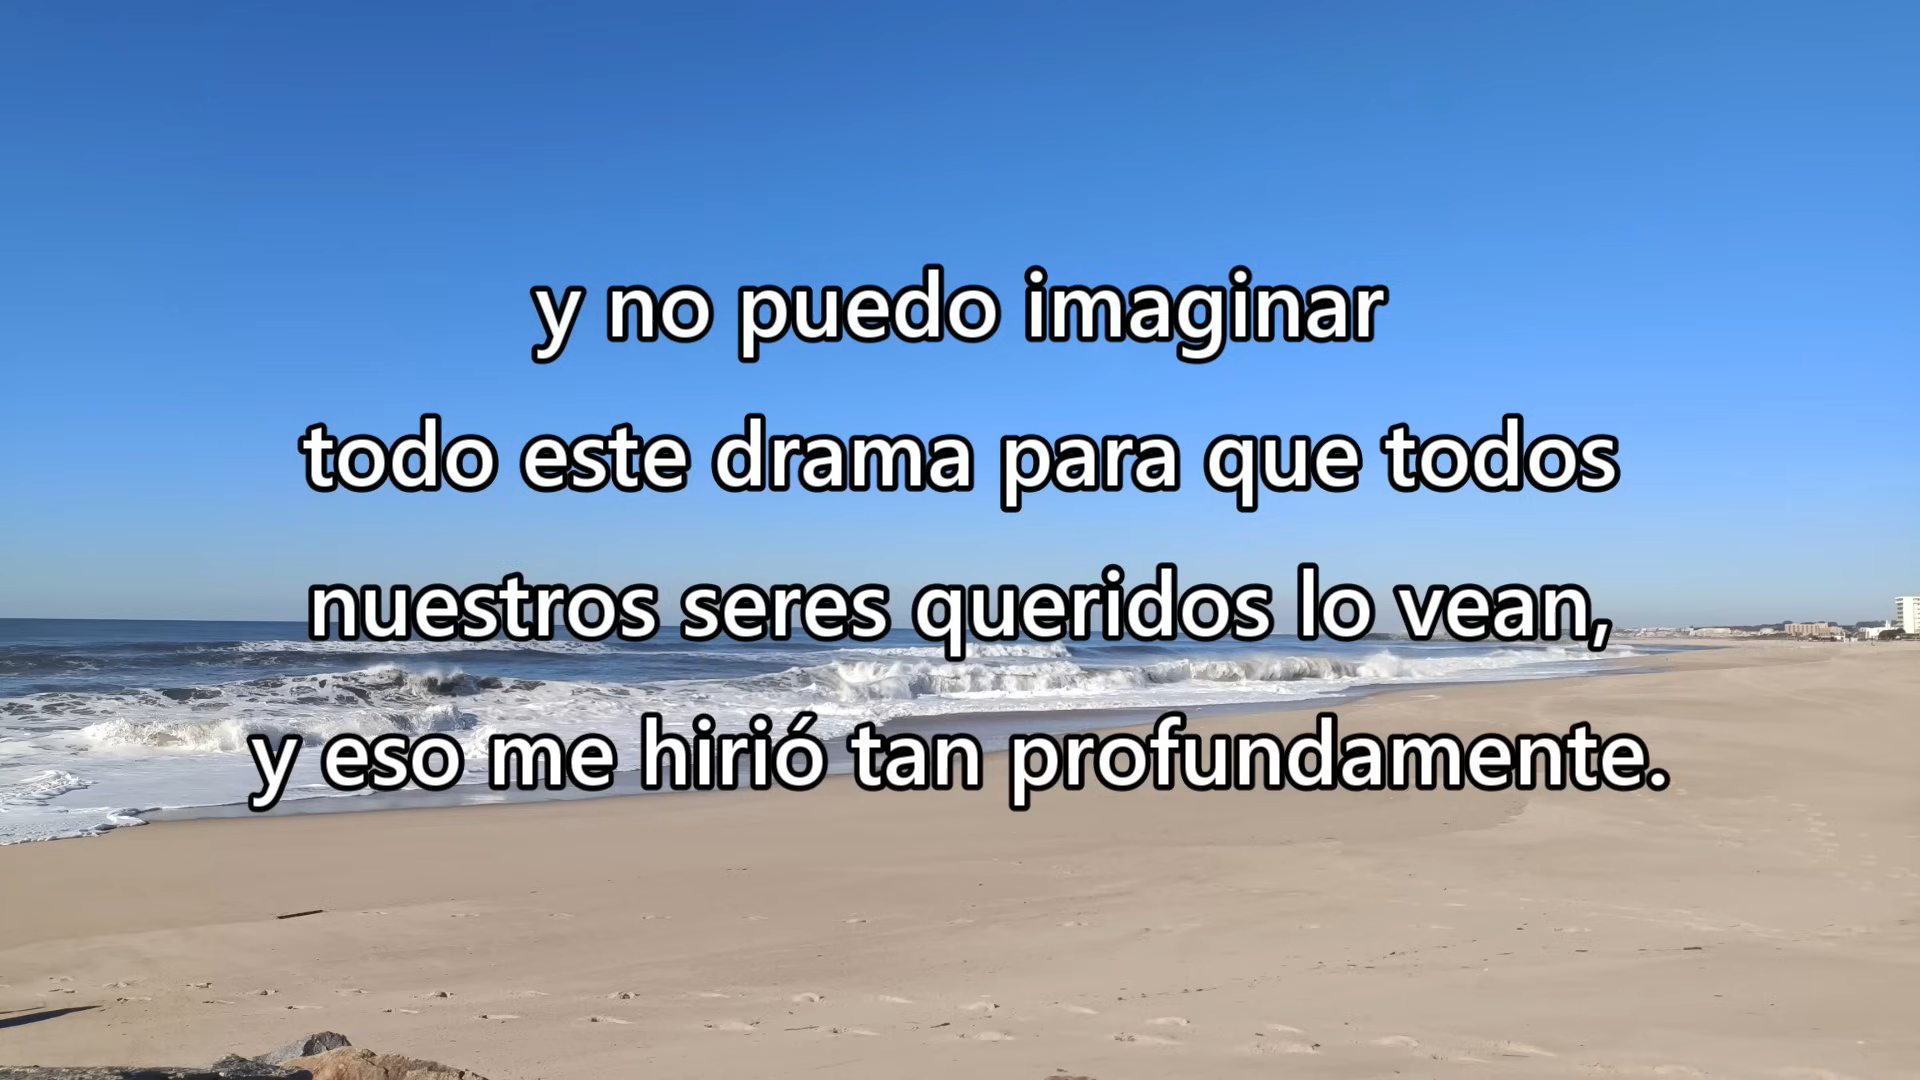 y no puedo imaginar
todo este drama para que todos
nuestros seres queridos lo vean,
y eso me hirió tan profundamente.